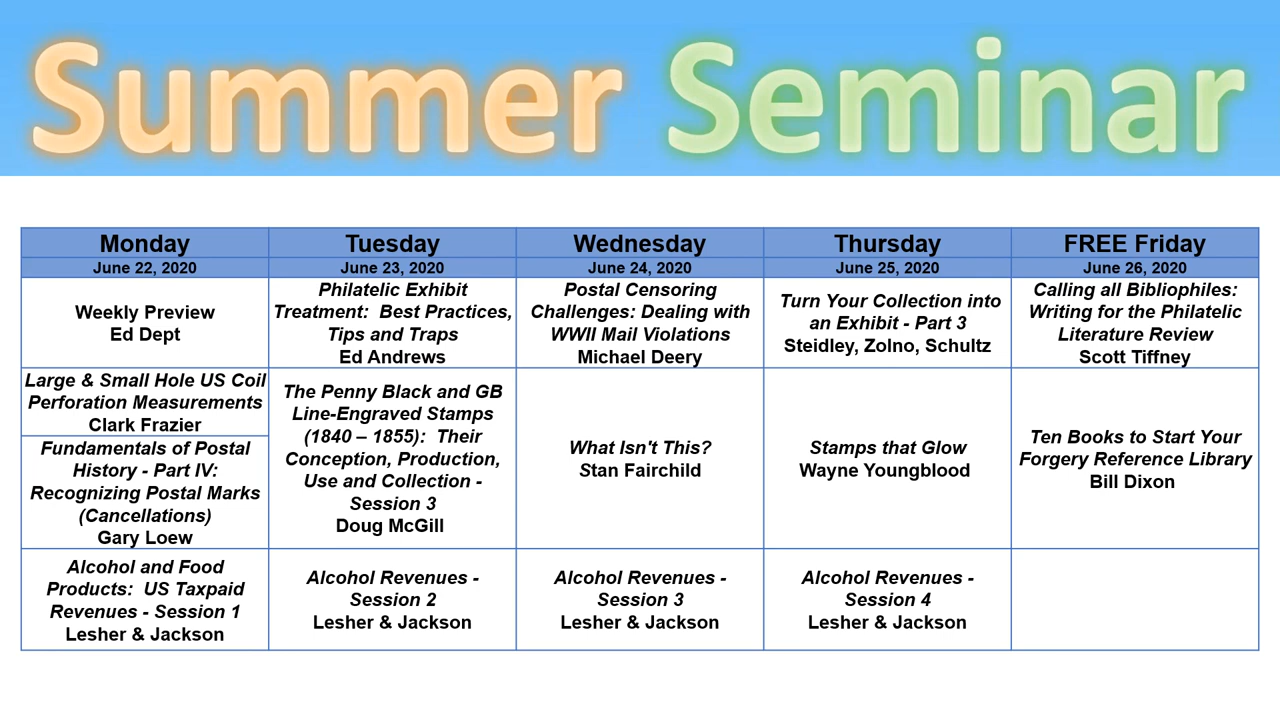 Summer Seminar
Monday
Tuesday
Wednesday
Thursday
FREE Friday
June 22, 2020
June 23, 2020
June 24, 2020
June 25, 2020
June 26, 2020
Weekly Preview
Ed Dept
Philatelic Exhibit
Treatment:  Best Practices,
Tips and Traps
Ed Andrews
Postal Censoring
Challenges: Dealing with
WWII Mail Violations
Michael Deery
Turn Your Collection into
an Exhibit - Part 3
Steidley, Zolno, Schultz
Calling all Bibliophiles:
Writing for the Philatelic
Literature Review
Scott Tiffney
Large & Small Hole US Coil
Perforation Measurements
Clark Frazier
Fundamentals of Postal
History - Part IV:
Recognizing Postal Marks
(Cancellations)
Gary Loew
The Penny Black and GB
Line-Engraved Stamps
(1840 – 1855):  Their
Conception, Production,
Use and Collection -
Session 3
Doug McGill
What Isn't This?
Stan Fairchild
Stamps that Glow
Wayne Youngblood
Ten Books to Start Your
Forgery Reference Library
Bill Dixon
Alcohol and Food
Products:  US Taxpaid
Revenues - Session 1
Lesher & Jackson
Alcohol Revenues -
Session 2
Lesher & Jackson
Alcohol Revenues -
Session 3
Lesher & Jackson
Alcohol Revenues -
Session 4
Lesher & Jackson